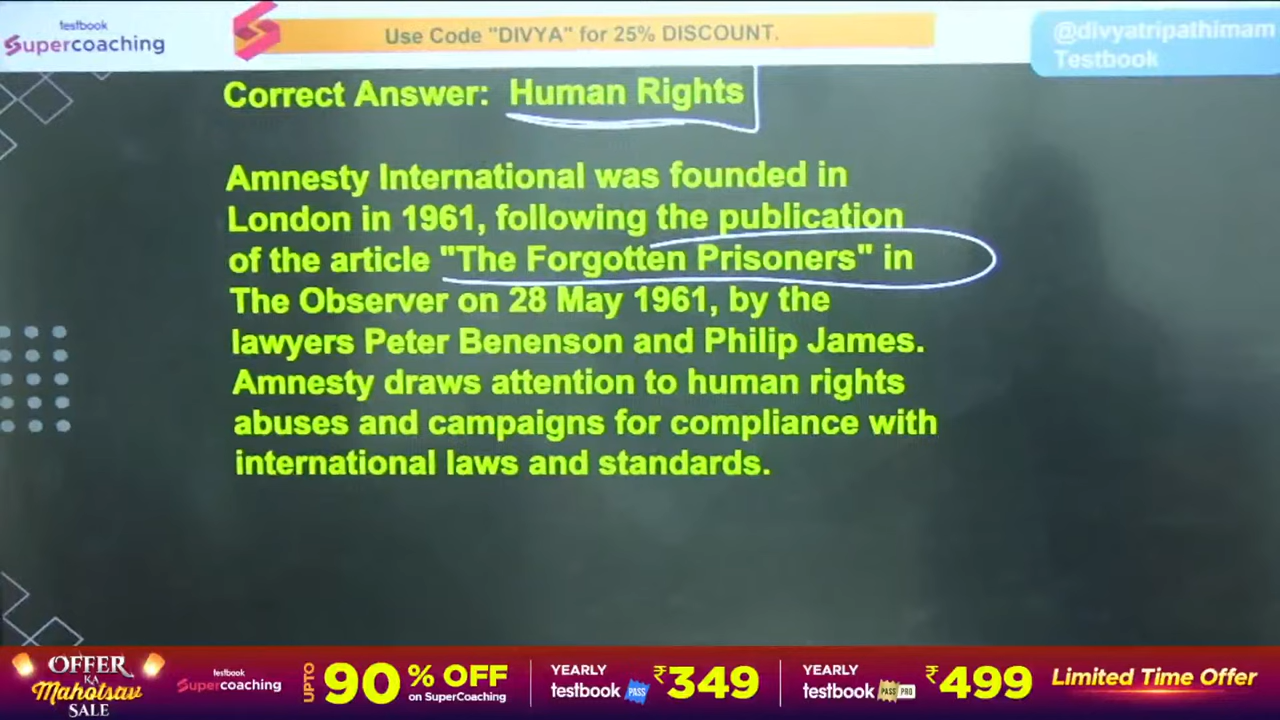 testbook
Supercoaching
Use Code "DIVYA" for 25% DISCOUNT.
@divyatripathimam
Testbook
Correct Answer: Human Rights
Amnesty International was founded in
London in 1961, following the publication
of the article "The Forgotten Prisoners" in
The Observer on 28 May 1961, by the
lawyers Peter Benenson and Philip James.
Amnesty draws attention to human rights
abuses and campaigns for compliance with
international laws and standards.
OFFER
KA
Mahotsav
SALE
testbook
Supercoaching
UPTO
90% OFF
on SuperCoaching
YEARLY
testbook PASS
₹349
YEARLY
testbook PASS PRO
₹499
Limited Time Offer